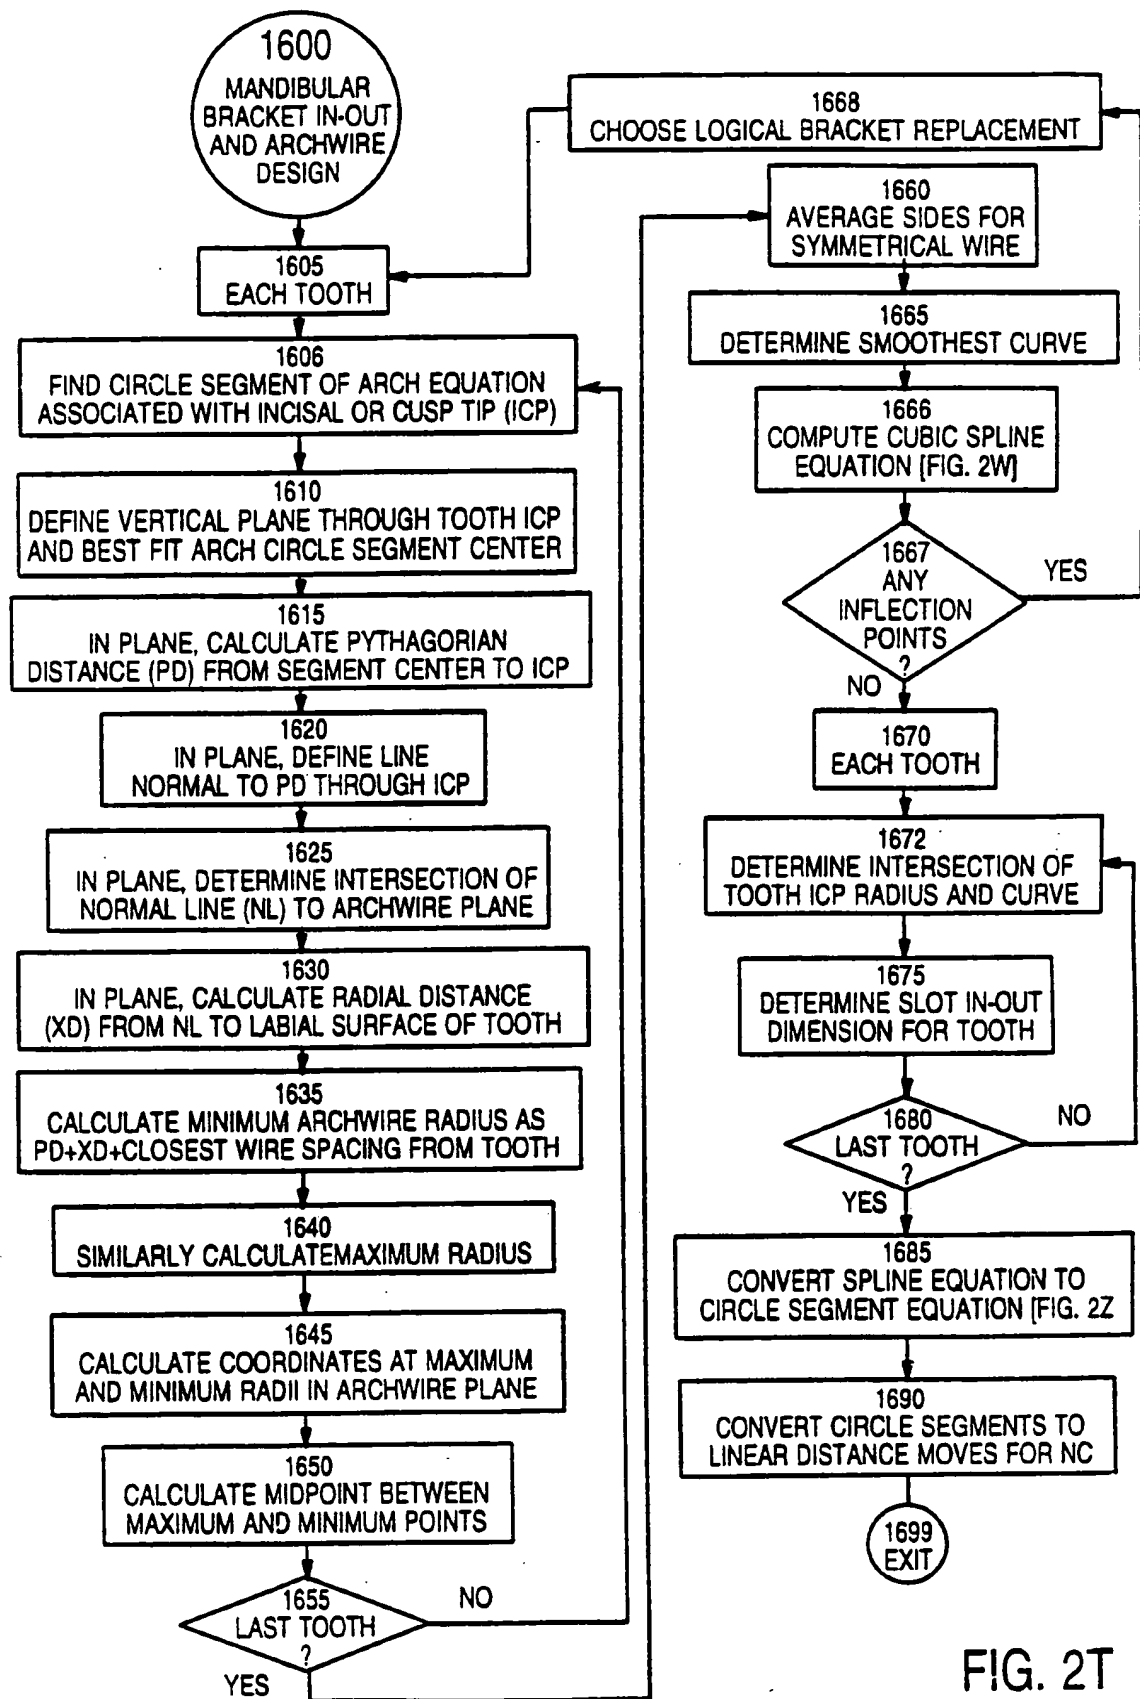 1600
MANDIBULAR
BRACKET IN-OUT
AND ARCHWIRE
DESIGN
1605
EACH TOOTH
1606
FIND CIRCLE SEGMENT OF ARCH EQUATION
ASSOCIATED WITH INCISAL OR CUSP TIP (ICP)
1610
DEFINE VERTICAL PLANE THROUGH TOOTH ICP
AND BEST FIT ARCH CIRCLE SEGMENT CENTER
1615
IN PLANE, CALCULATE PYTHAGORIAN
DISTANCE (PD) FROM SEGMENT CENTER TO ICP
1620
IN PLANE, DEFINE LINE
NORMAL TO PD THROUGH ICP
1625
IN PLANE, DETERMINE INTERSECTION OF
NORMAL LINE (NL) TO ARCHWIRE PLANE
1630
IN PLANE, CALCULATE RADIAL DISTANCE
(XD) FROM NL TO LABIAL SURFACE OF TOOTH
1635
CALCULATE MINIMUM ARCHWIRE RADIUS AS
PD+XD+CLOSEST WIRE SPACING FROM TOOTH
1640
SIMILARLY CALCULATEMAXIMUM RADIUS
1645
CALCULATE COORDINATES AT MAXIMUM
AND MINIMUM RADII IN ARCHWIRE PLANE
1650
CALCULATE MIDPOINT BETWEEN
MAXIMUM AND MINIMUM POINTS
1655
LAST TOOTH
?
NO
YES
1668
CHOOSE LOGICAL BRACKET REPLACEMENT
1660
AVERAGE SIDES FOR
SYMMETRICAL WIRE
1665
DETERMINE SMOOTHEST CURVE
1666
COMPUTE CUBIC SPLINE
EQUATION [FIG. 2W]
1667
ANY
INFLECTION
POINTS
?
YES
NO
1670
EACH TOOTH
1672
DETERMINE INTERSECTION OF
TOOTH ICP RADIUS AND CURVE
1675
DETERMINE SLOT IN-OUT
DIMENSION FOR TOOTH
1680
LAST TOOTH
?
NO
YES
1685
CONVERT SPLINE EQUATION TO
CIRCLE SEGMENT EQUATION [FIG. 2Z
1690
CONVERT CIRCLE SEGMENTS TO
LINEAR DISTANCE MOVES FOR NC
1699
EXIT
FIG. 2T